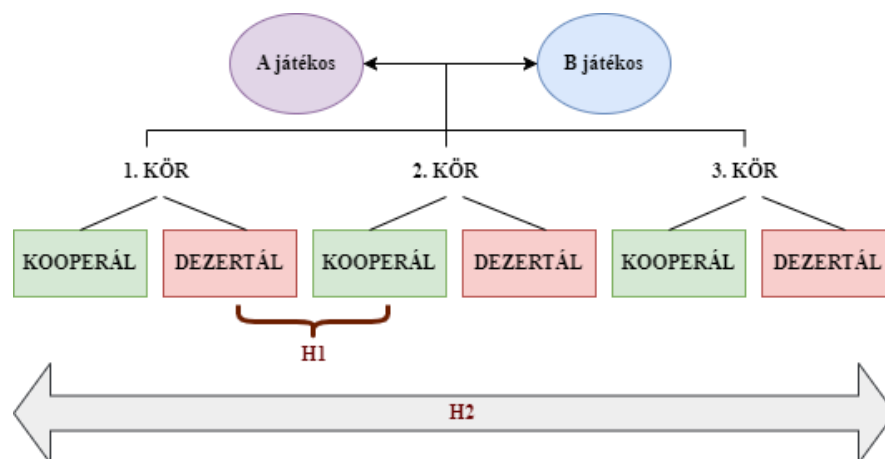 A játékos
B játékos
1. KÖR
2. KÖR
3. KÖR
KOOPERÁL
DEZERTÁL
KOOPERÁL
DEZERTÁL
KOOPERÁL
DEZERTÁL
H1
H2